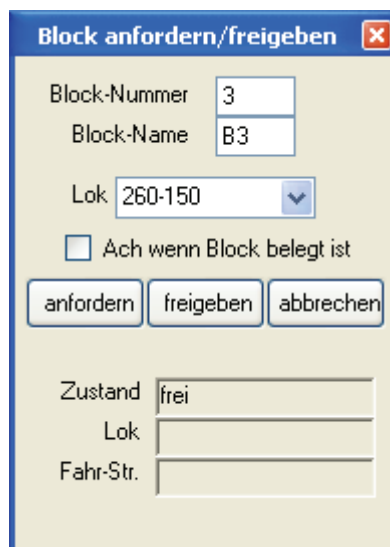 Block anfordern/freigeben
Block-Nummer 3
Block-Name B3
Lok 260-150
Ach wenn Block belegt ist
anfordern freigeben abbrechen
Zustand frei
Lok
Fahr-Str.